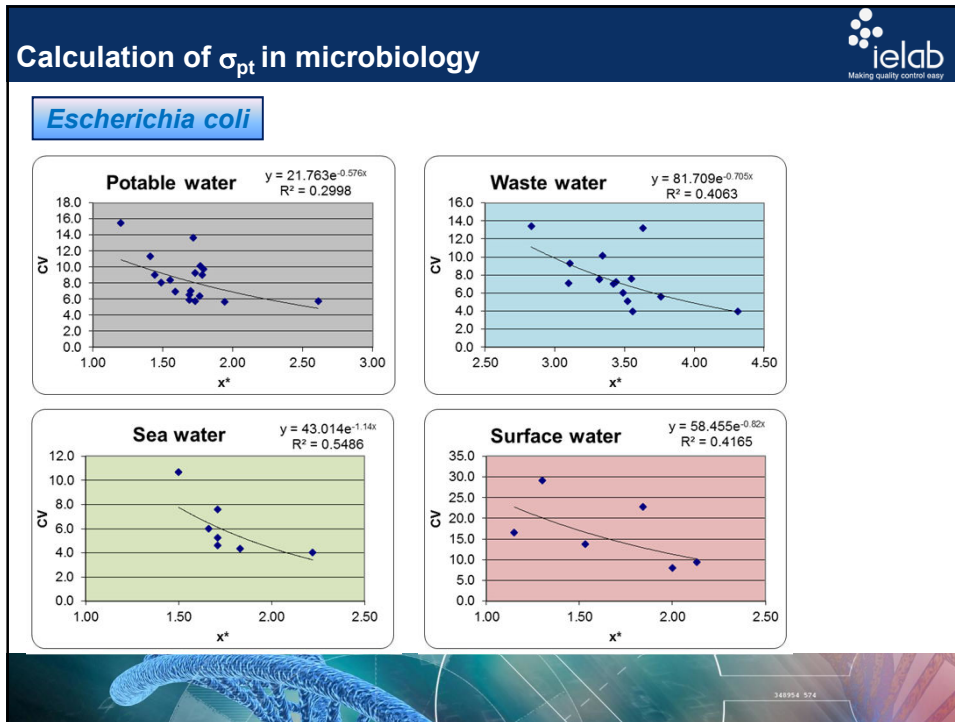 Calculation of σpt in microbiology
ielab
Making quality control easy
Escherichia coli
Potable water
y = 21.763e-0.576x
R² = 0.2998
18.0
16.0
14.0
12.0
10.0
8.0
6.0
4.0
2.0
0.0
CV
1.00 1.50 2.00 2.50 3.00
x*
Waste water
y = 81.709e-0.705x
R² = 0.4063
16.0
14.0
12.0
10.0
8.0
6.0
4.0
2.0
0.0
CV
2.50 3.00 3.50 4.00 4.50
x*
Sea water
y = 43.014e-1.14x
R² = 0.5486
12.0
10.0
8.0
6.0
4.0
2.0
0.0
CV
1.00 1.50 2.00 2.50
x*
Surface water
y = 58.455e-0.82x
R² = 0.4165
35.0
30.0
25.0
20.0
15.0
10.0
5.0
0.0
CV
1.00 1.50 2.00 2.50
x*
348954 574